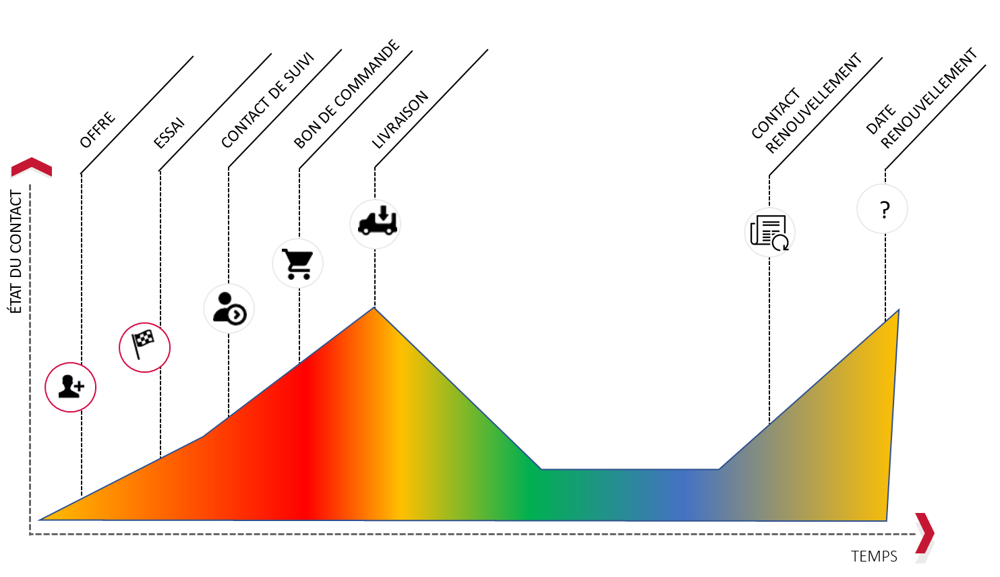 OFFRE
ESSAI
CONTACT DE SUIVI
BON DE COMMANDE
LIVRAISON
CONTACT
RENOUVELLEMENT
DATE
RENOUVELLEMENT
?
ÉTAT DU CONTACT
TEMPS